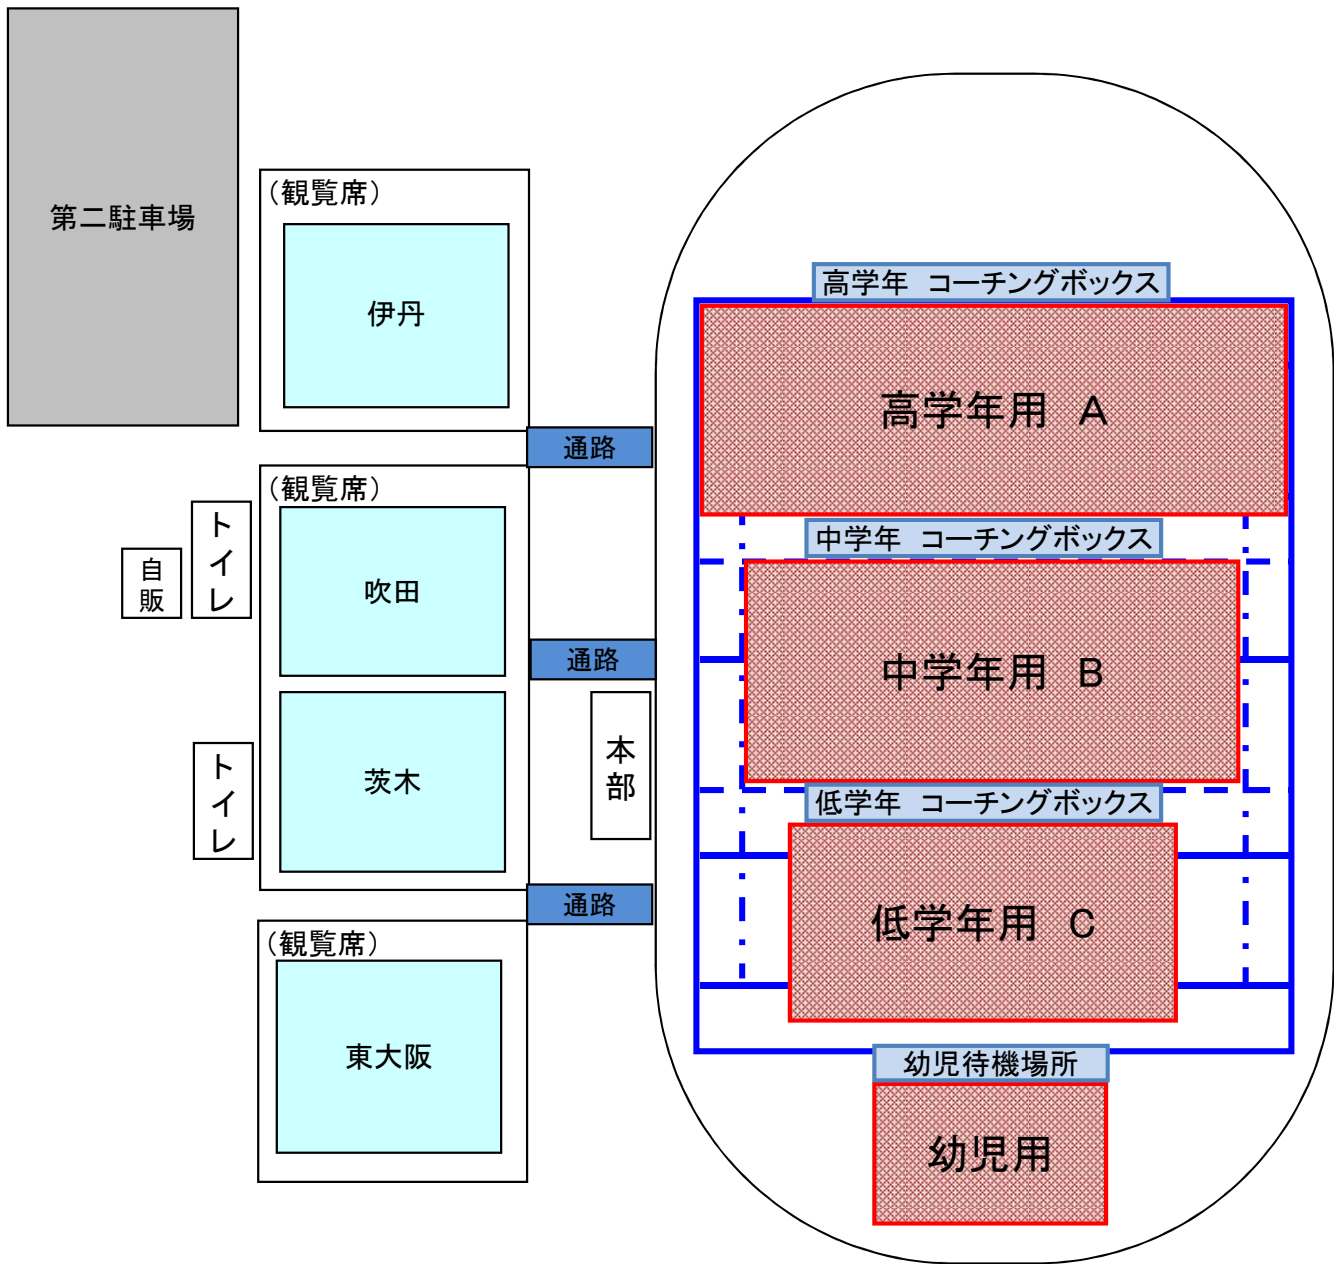 第二駐車場
（観覧席）
伊丹
通路
（観覧席）
吹田
トイレ
自販
通路
茨木
トイレ
本部
通路
（観覧席）
東大阪
高学年　コーチングボックス
高学年用　A
中学年　コーチングボックス
中学年用　B
低学年　コーチングボックス
低学年用　C
幼児待機場所
幼児用